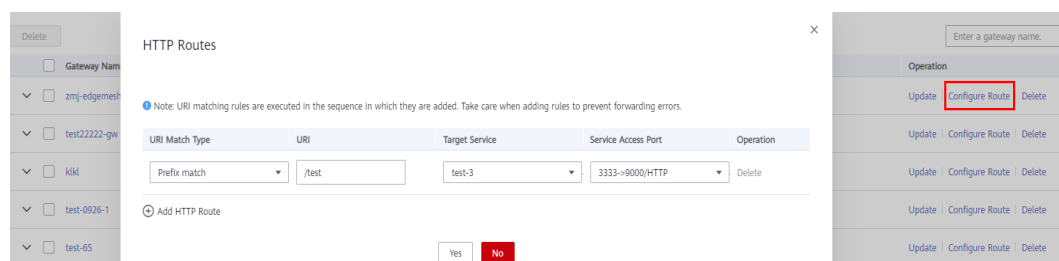 Delete
Enter a gateway name.
HTTP Routes
Gateway Nam
Operation
zmj-edgemesh
Update Configure Route Delete
Note: URI matching rules are executed in the sequence in which they are added. Take care when adding rules to prevent forwarding errors.
test22222-gw
Update Configure Route Delete
URI Match Type URI Target Service Service Access Port Operation
klkl
Prefix match /test test-3 3333->9000/HTTP Delete
Update Configure Route Delete
test-0926-1
Add HTTP Route
Update Configure Route Delete
test-65
Yes No
Update Configure Route Delete